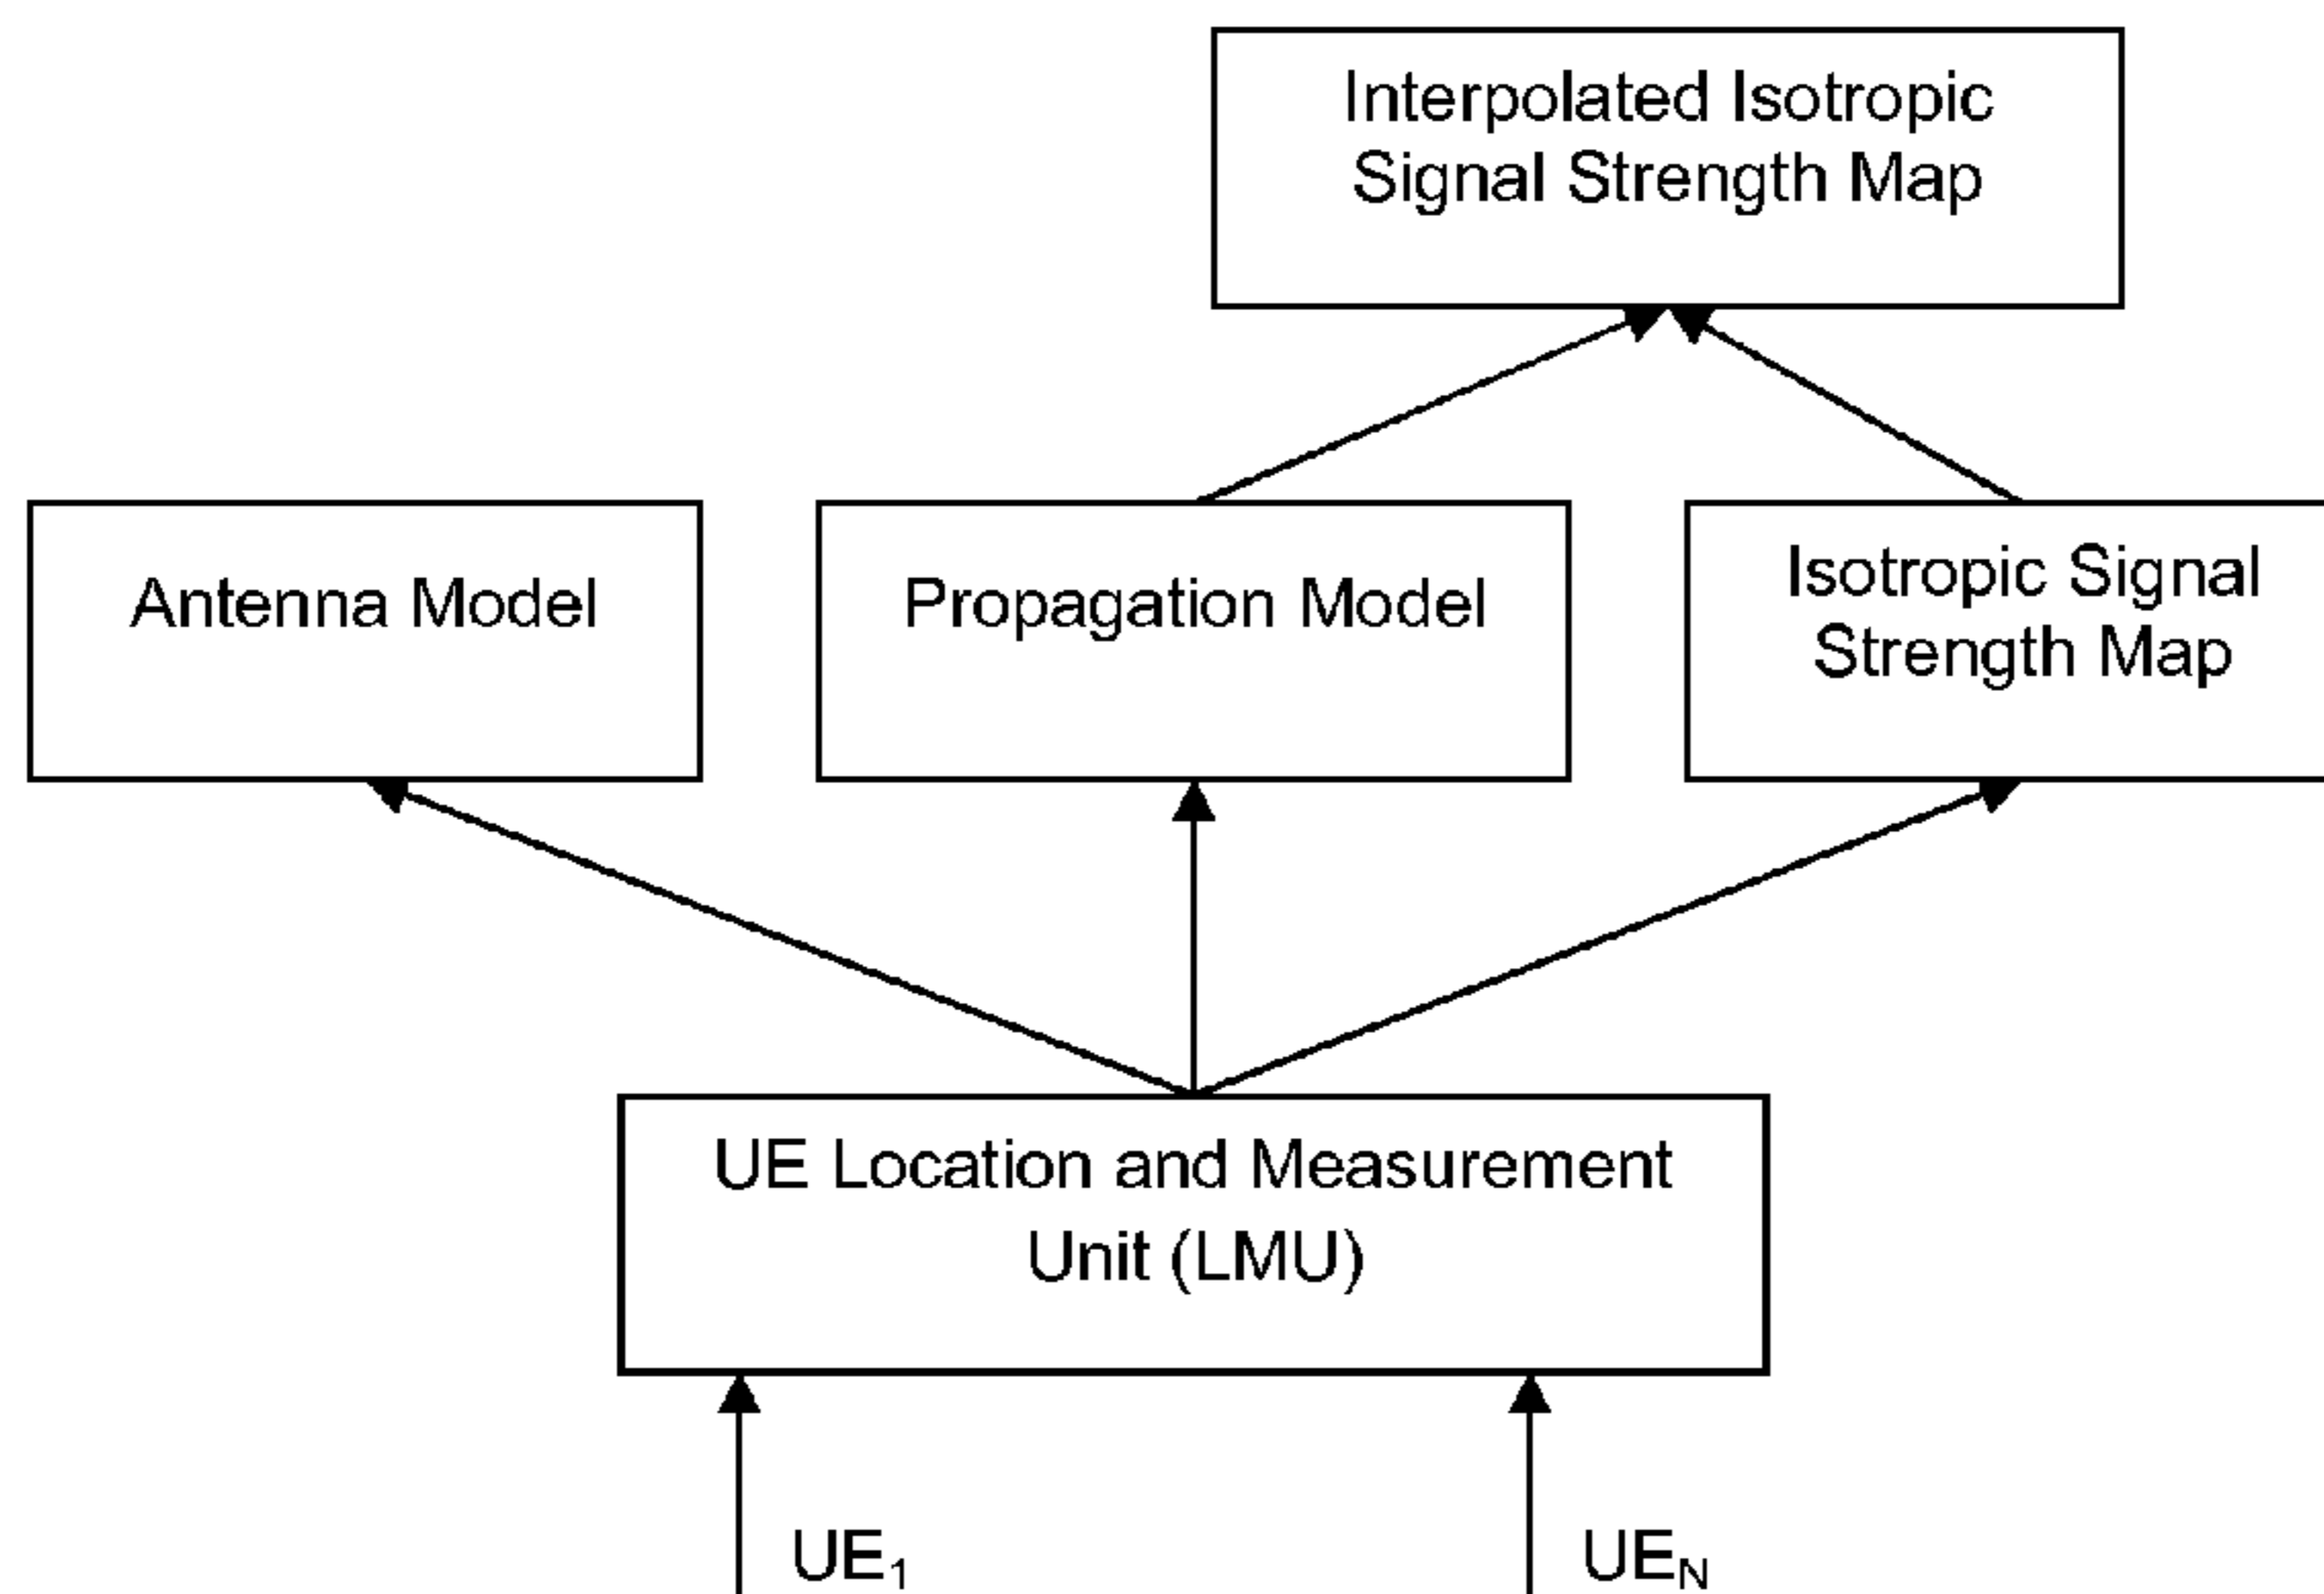 Interpolated Isotropic
Signal Strength Map
Antenna Model
Propagation Model
Isotropic Signal
Strength Map
UE Location and Measurement
Unit (LMU)
UE₁
UE_N